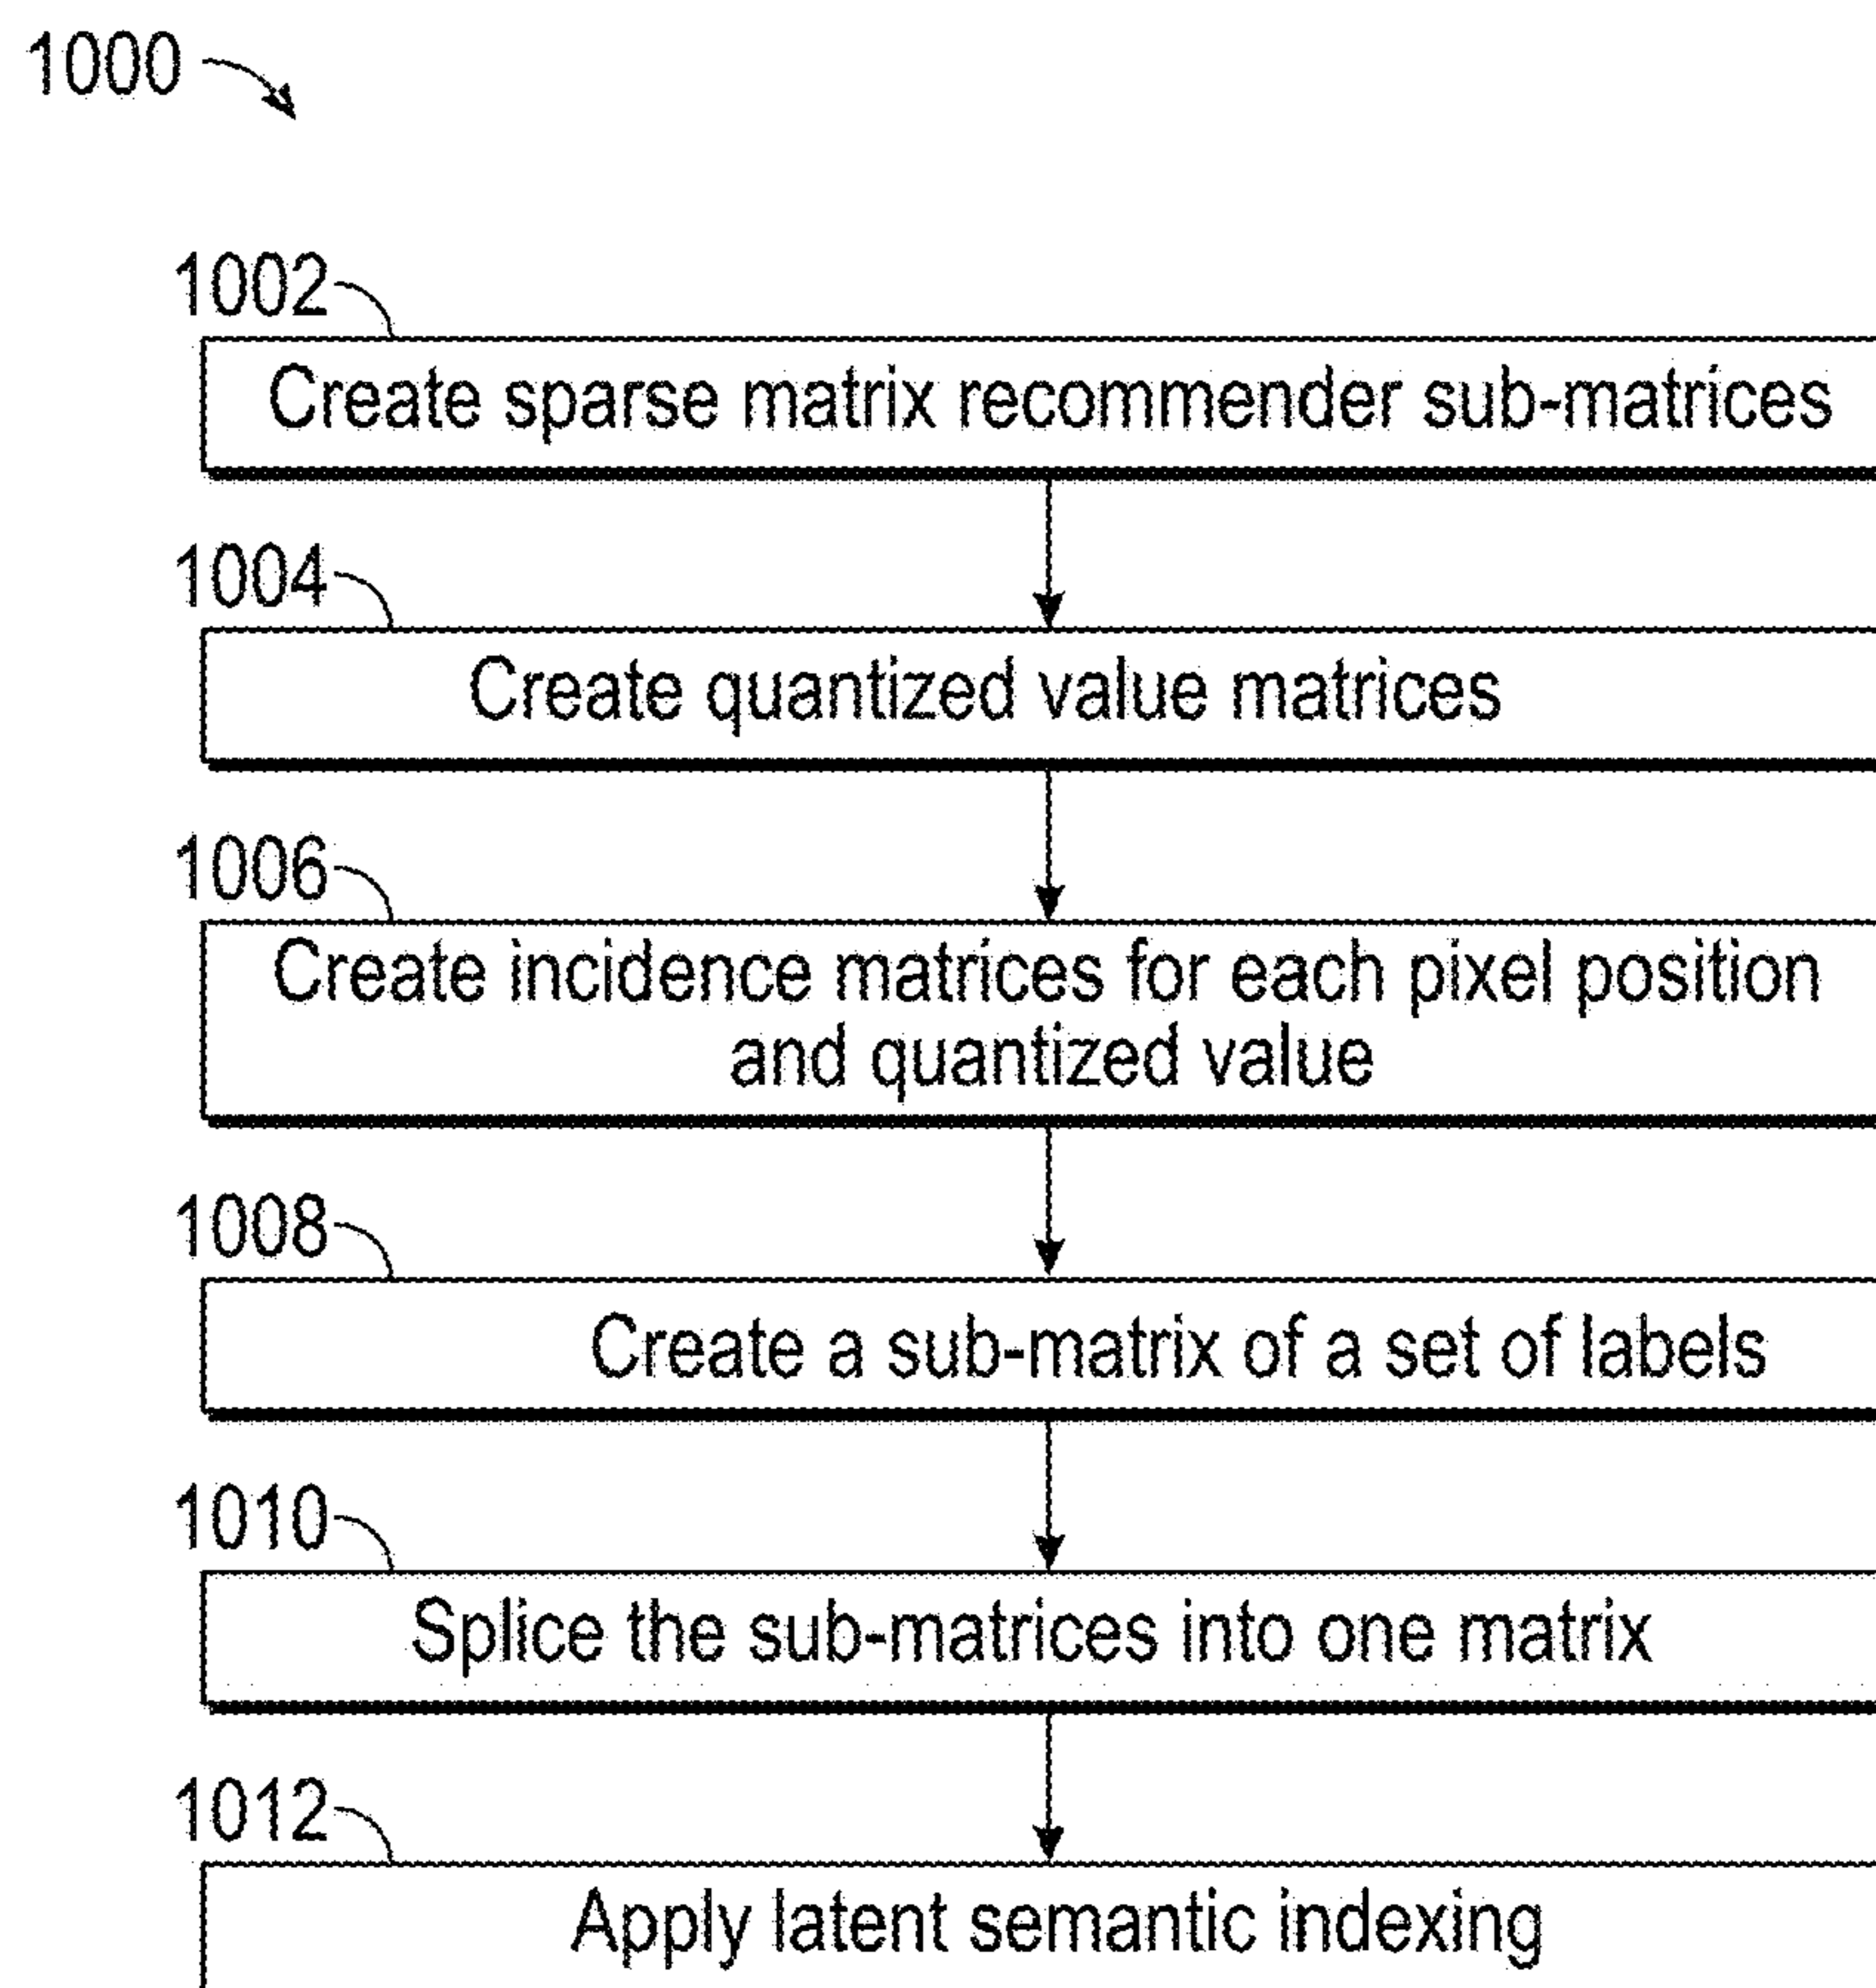 1000
1002
Create sparse matrix recommender sub-matrices
1004
Create quantized value matrices
1006
Create incidence matrices for each pixel position
and quantized value
1008
Create a sub-matrix of a set of labels
1010
Splice the sub-matrices into one matrix
1012
Apply latent semantic indexing